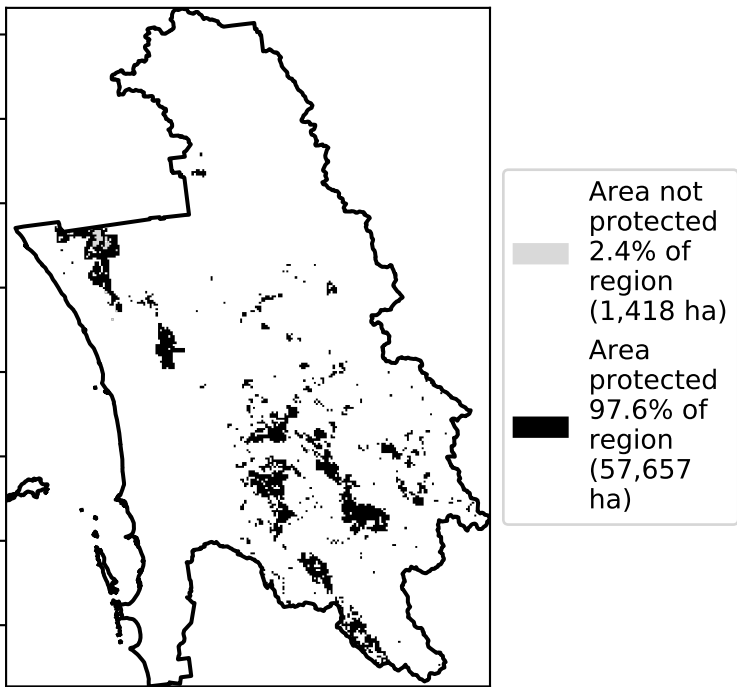 Area not
protected
2.4% of
region
(1,418 ha)
Area
protected
97.6% of
region
(57,657
ha)